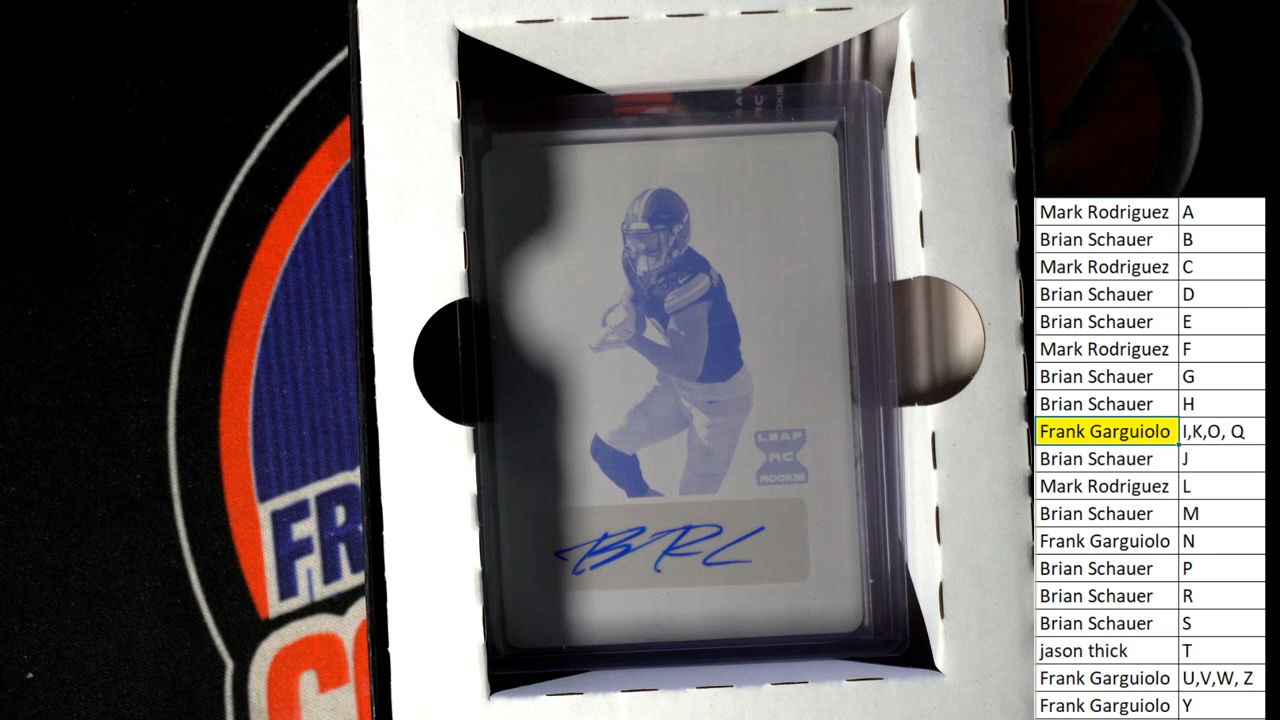 LEAF
RC
ROOKIE
FR
CO
Mark Rodriguez A
Brian Schauer B
Mark Rodriguez C
Brian Schauer D
Brian Schauer E
Mark Rodriguez F
Brian Schauer G
Brian Schauer H
Frank Garguiolo I,K,O, Q
Brian Schauer J
Mark Rodriguez L
Brian Schauer M
Frank Garguiolo N
Brian Schauer P
Brian Schauer R
Brian Schauer S
jason thick T
Frank Garguiolo U,V,W, Z
Frank Garguiolo Y